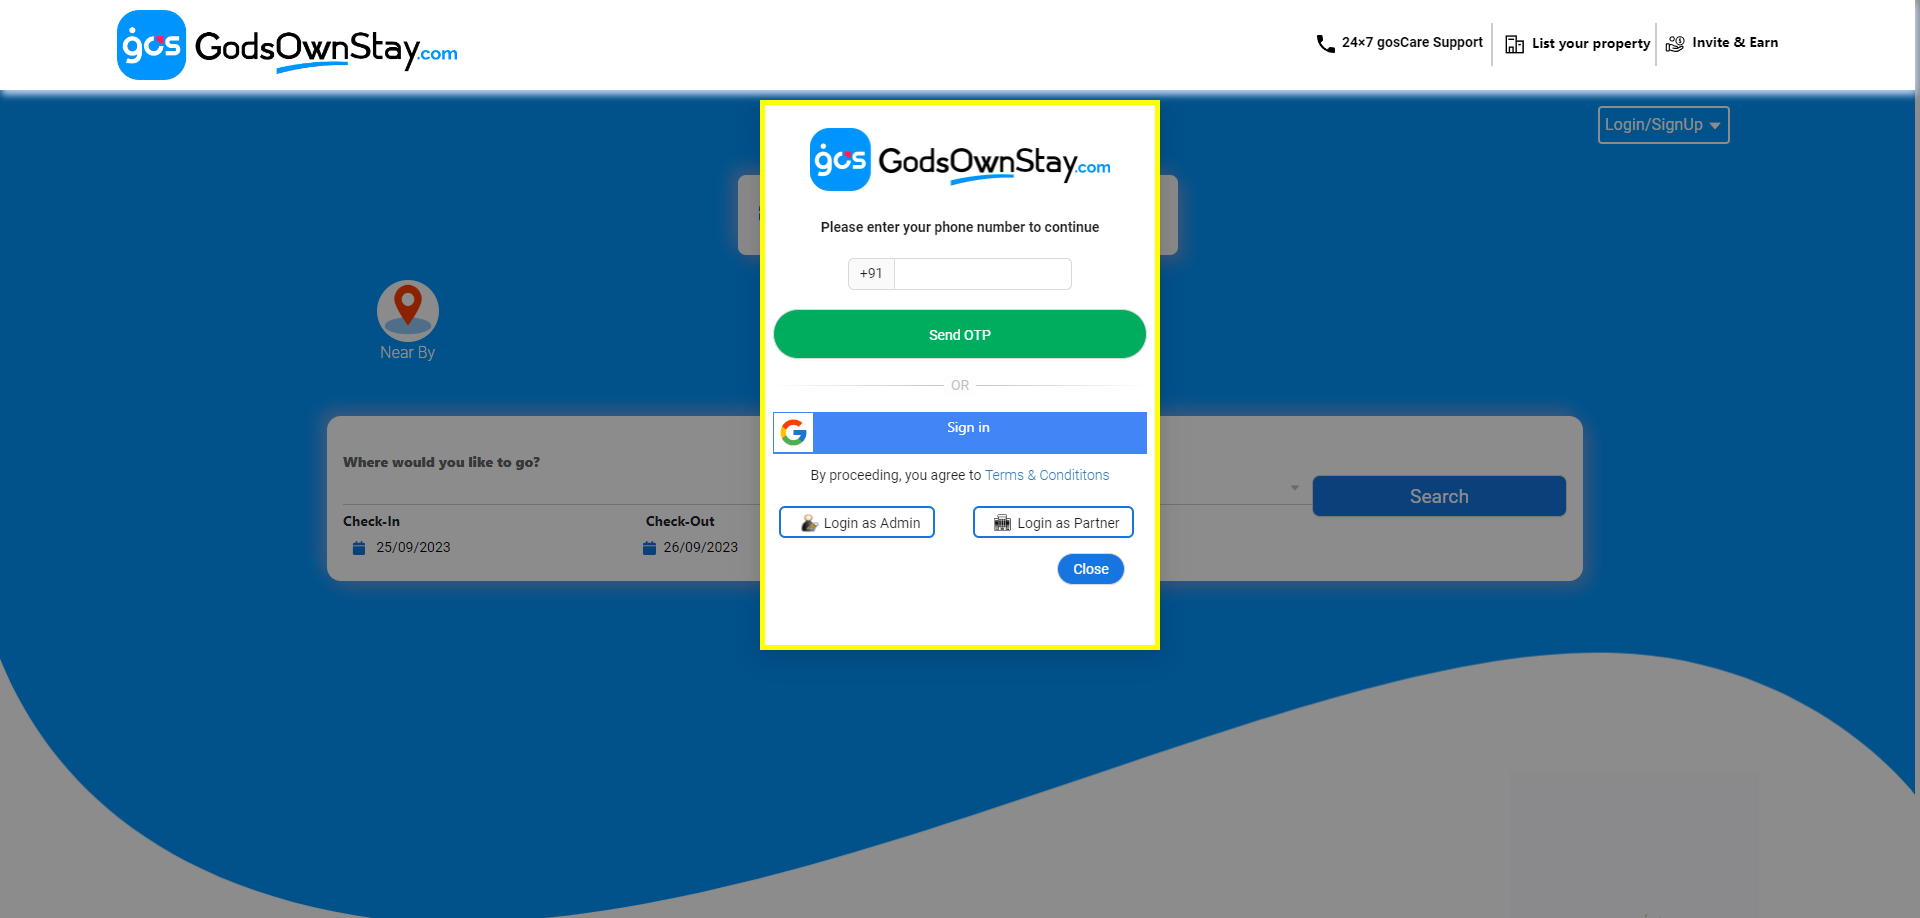 gos GodsOwnStay.com
24×7 gosCare Support
List your property
Invite & Earn
Login/SignUp
gos GodsOwnStay.com
Please enter your phone number to continue
+91
Send OTP
Near By
OR
Sign in
Where would you like to go?
By proceeding, you agree to Terms & Condititons
Search
Check-In
Check-Out
Login as Admin
Login as Partner
25/09/2023
26/09/2023
Close